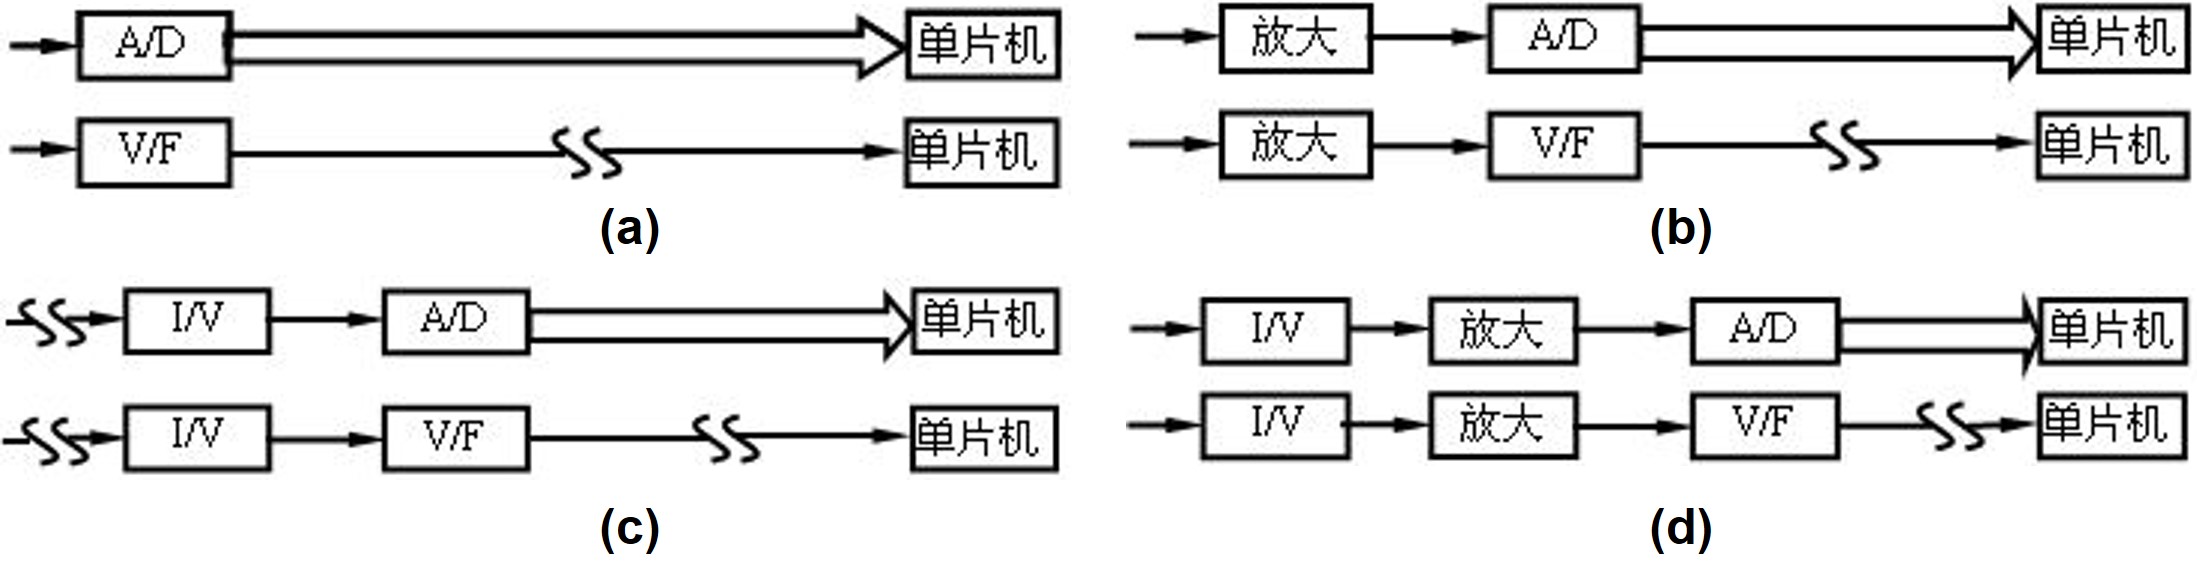 A/D 单片机
V/F 单片机
(a)
放大 A/D 单片机
放大 V/F 单片机
(b)
I/V A/D 单片机
I/V V/F 单片机
(c)
I/V 放大 A/D 单片机
I/V 放大 V/F 单片机
(d)